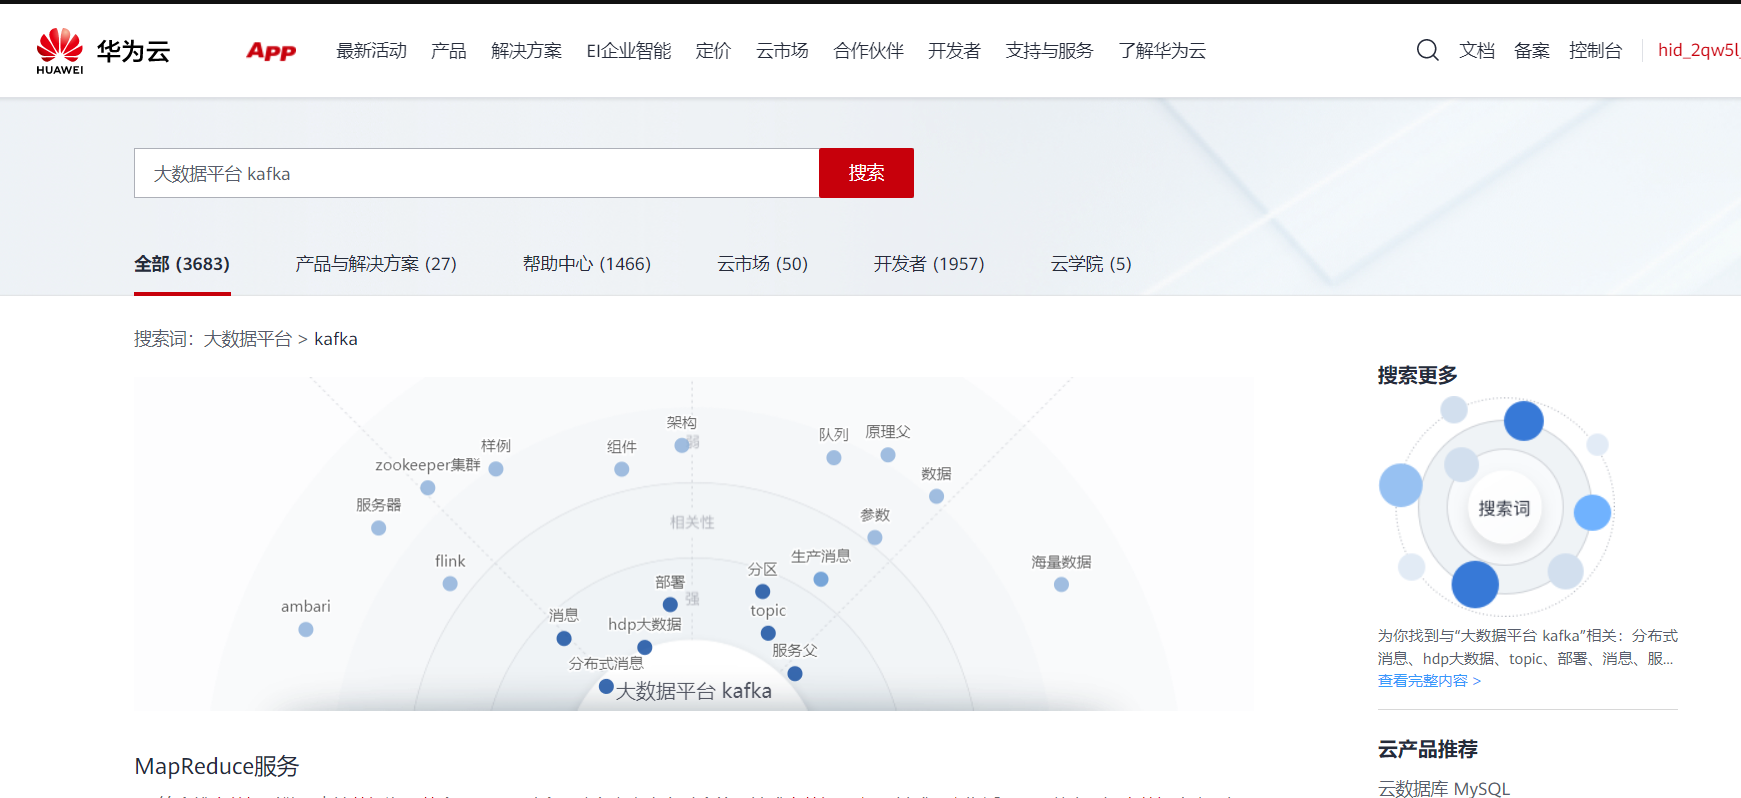 HUAWEI 华为云 APP 最新活动 产品 解决方案 EI企业智能 定价 云市场 合作伙伴 开发者 支持与服务 了解华为云 文档 备案 控制台 hid_2qw5l
大数据平台 kafka 搜索
全部 (3683) 产品与解决方案 (27) 帮助中心 (1466) 云市场 (50) 开发者 (1957) 云学院 (5)
搜索词：大数据平台 > kafka
架构
弱
样例
组件
队列
原理父
zookeeper集群
数据
服务器
参数
相关性
flink
生产消息
海量数据
分区
部署
强
ambari
topic
消息
hdp大数据
服务父
分布式消息
大数据平台 kafka
MapReduce服务
搜索更多
搜索词
为你找到与“大数据平台 kafka”相关：分布式
消息、hdp大数据、topic、部署、消息、服...
查看完整内容 >
云产品推荐
云数据库 MySQL